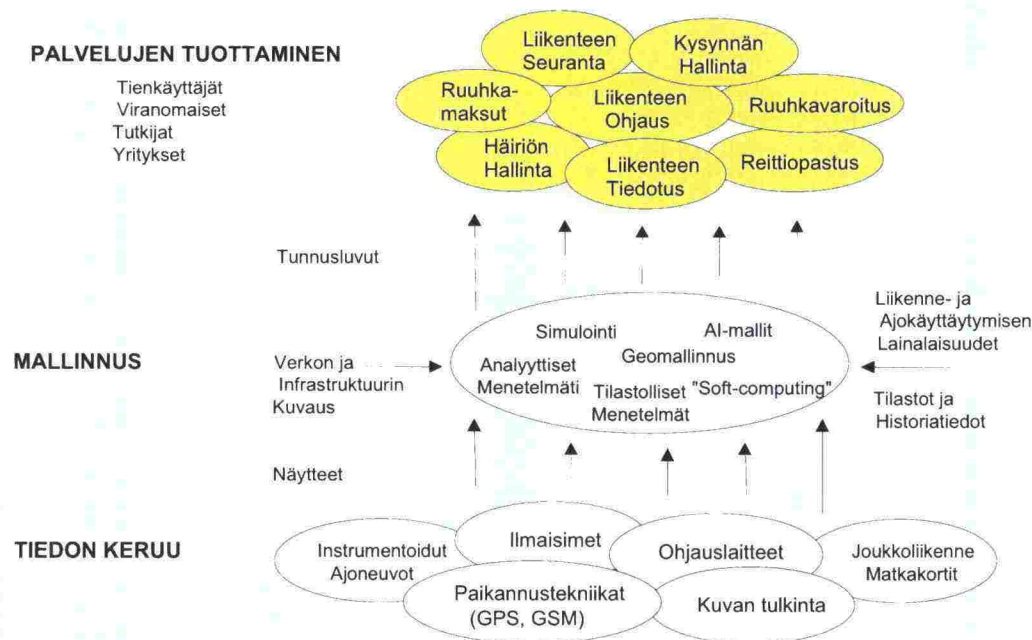 PALVELUJEN TUOTTAMINEN
Tienkäyttäjät
Viranomaiset
Tutkijat
Yritykset
Liikenteen
Seuranta
Kysynnän
Hallinta
Ruuhka-
maksut
Liikenteen
Ohjaus
Ruuhkavaroitus
Häiriön
Hallinta
Liikenteen
Tiedotus
Reittiopastus
Tunnusluvut
MALLINNUS
Verkon ja
Infrastruktuurin
Kuvaus
Simulointi
AI-mallit
Geomallinnus
Analyyttiset
Menetelmäti
Tilastolliset
Menetelmät
"Soft-computing"
Liikenne- ja
Ajokäyttäytymisen
Lainalaisuudet
Tilastot ja
Historiatiedot
Näytteet
TIEDON KERUU
Instrumentoidut
Ajoneuvot
Ilmaisimet
Ohjauslaitteet
Joukkoliikenne
Matkakortit
Paikannustekniikat
(GPS, GSM)
Kuvan tulkinta